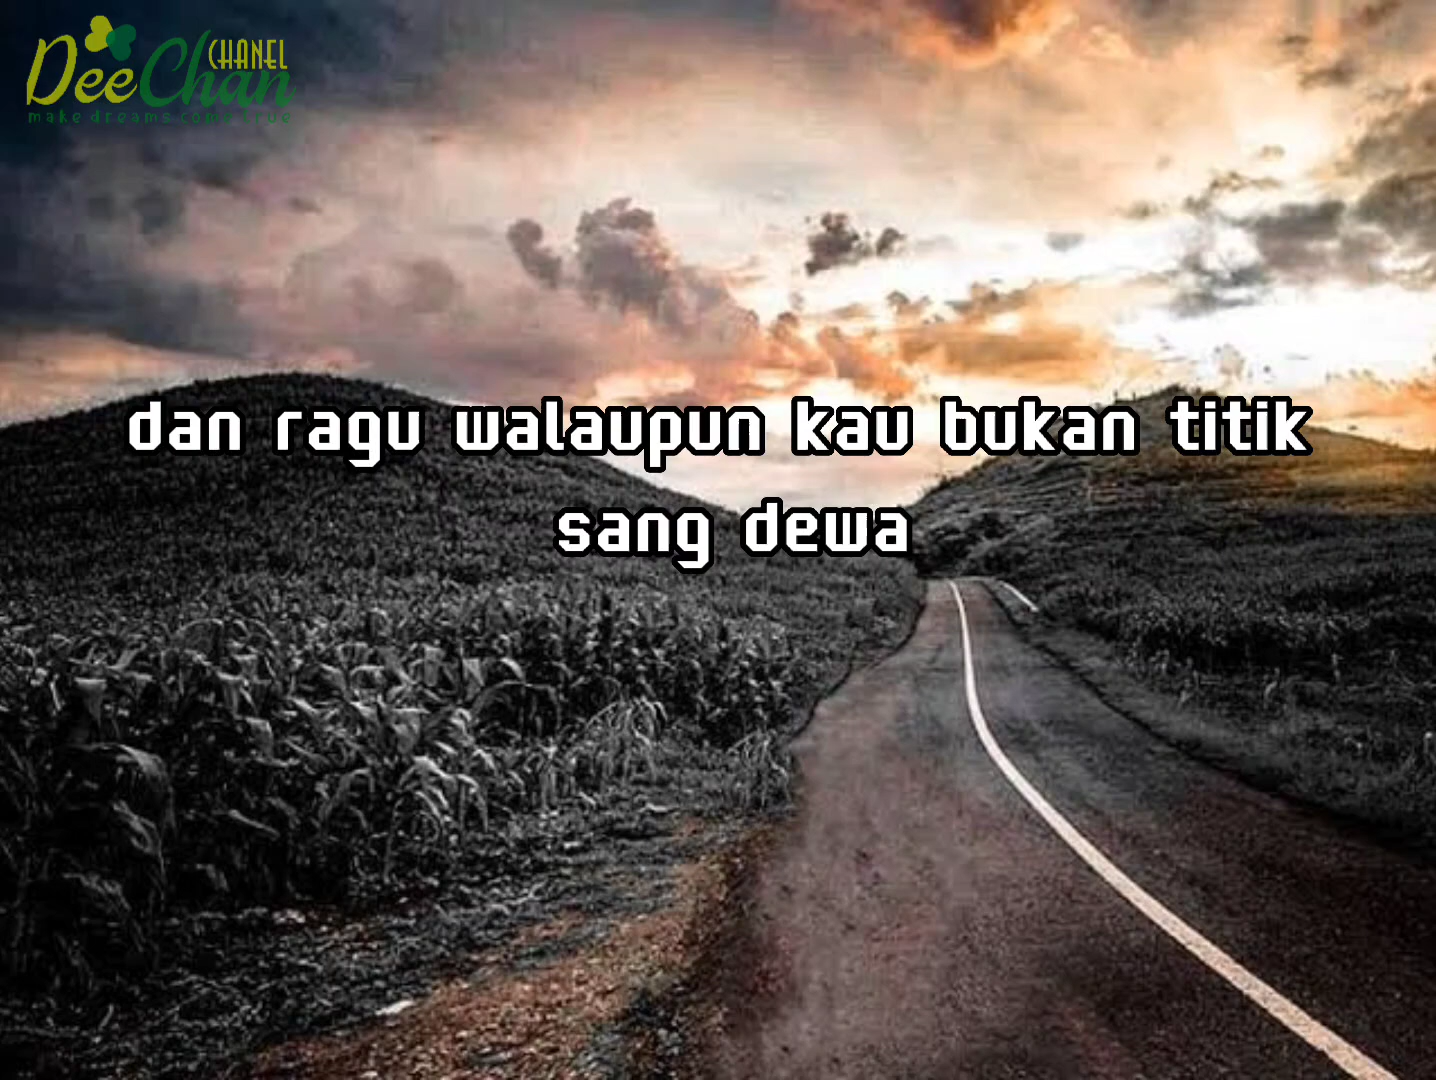 DeeChan CHANEL
make dreams come true
dan ragu walaupun kau bukan titik
sang dewa